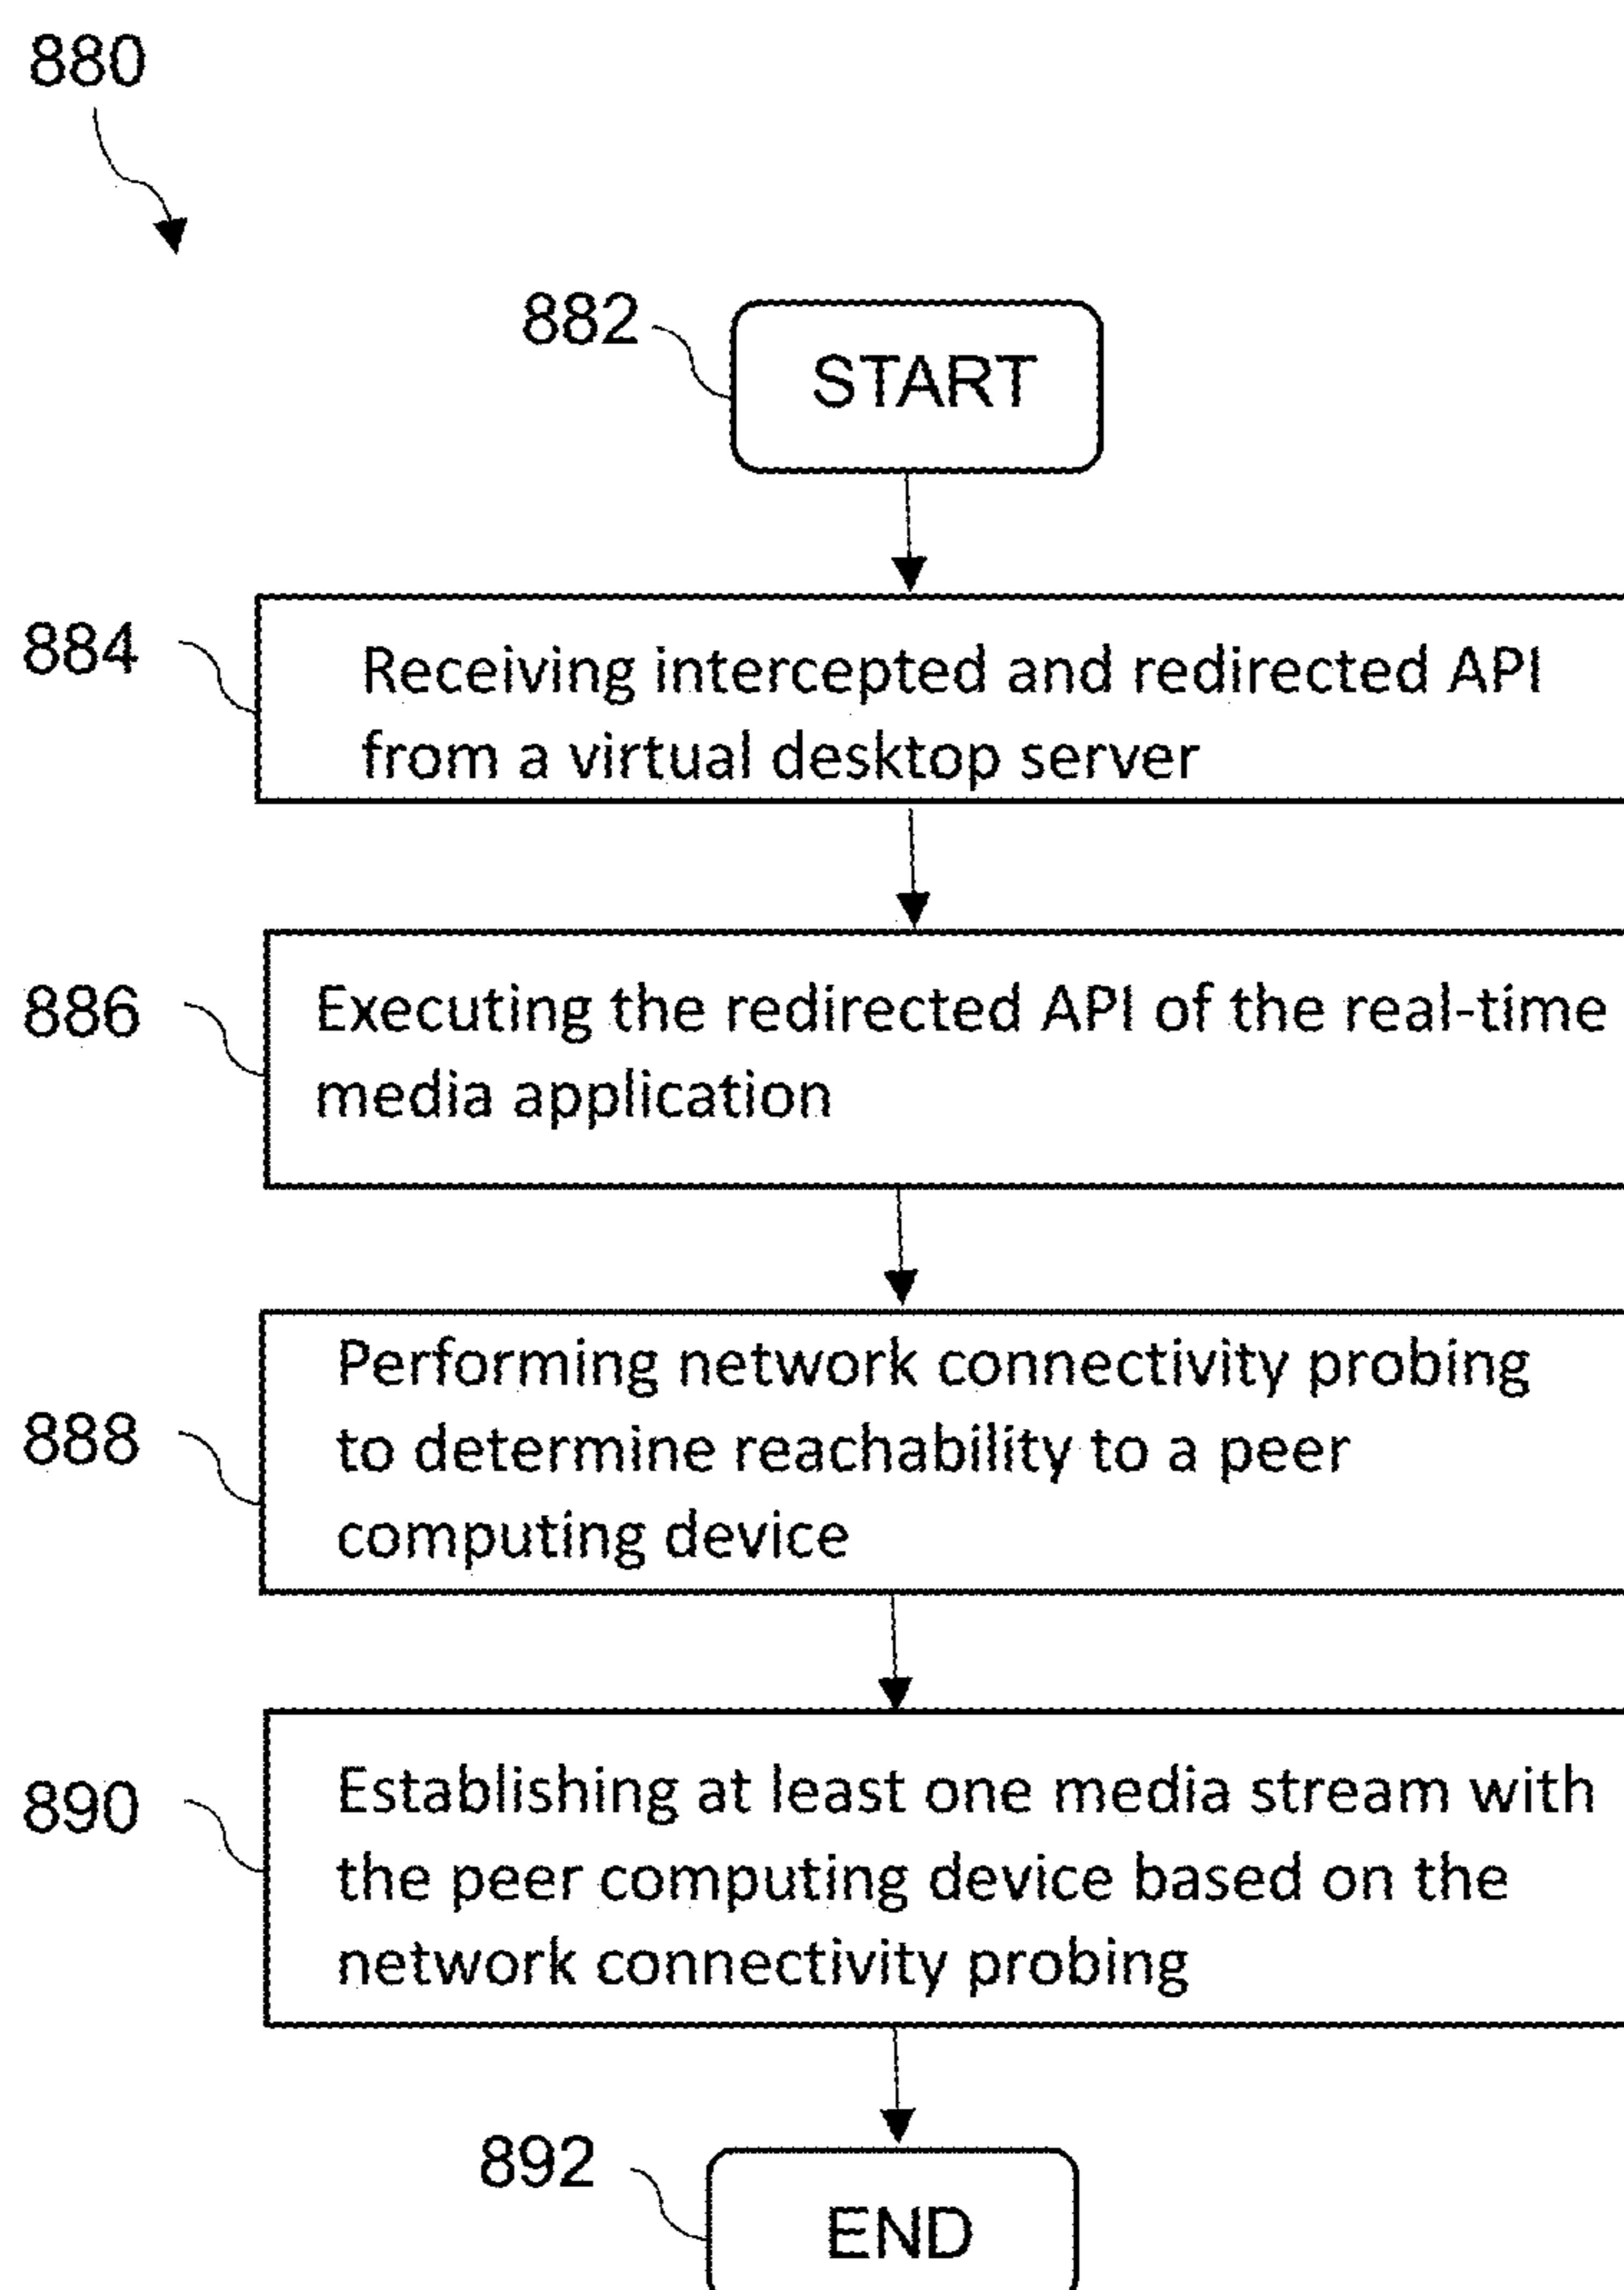 880
882
START
884
Receiving intercepted and redirected API
from a virtual desktop server
886
Executing the redirected API of the real-time
media application
888
Performing network connectivity probing
to determine reachability to a peer
computing device
890
Establishing at least one media stream with
the peer computing device based on the
network connectivity probing
892
END